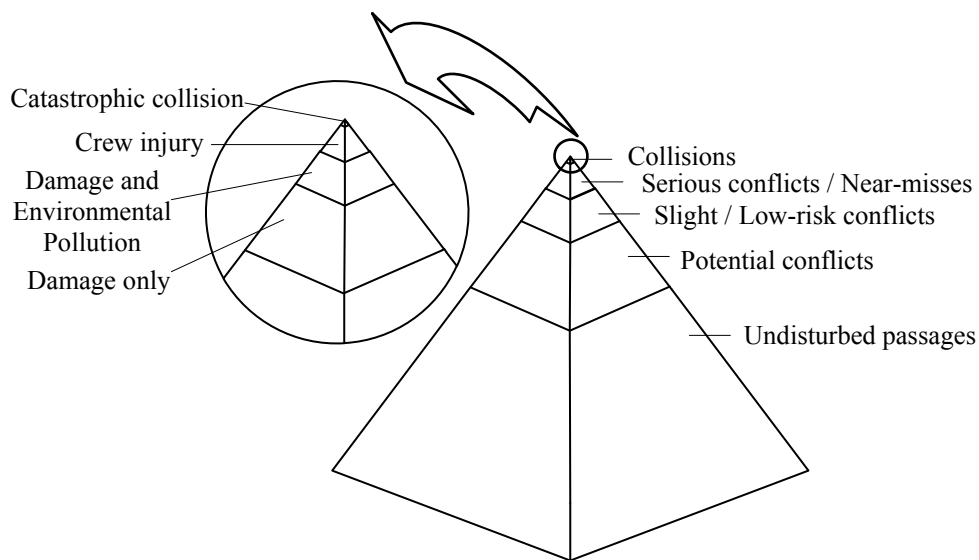 Catastrophic collision
Crew injury
Damage and
Environmental
Pollution
Damage only
Collisions
Serious conflicts / Near-misses
Slight / Low-risk conflicts
Potential conflicts
Undisturbed passages